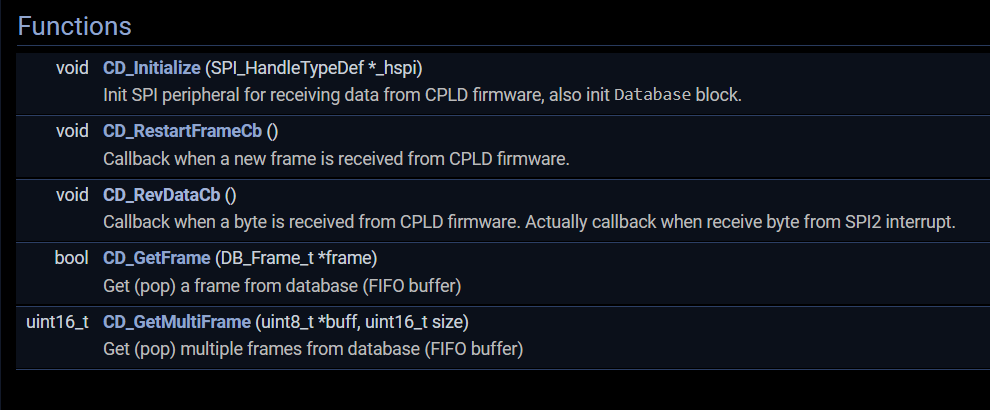 Functions
void CD_Initialize (SPI_HandleTypeDef *_hspi)
Init SPI peripheral for receiving data from CPLD firmware, also init Database block.
void CD_RestartFrameCb ()
Callback when a new frame is received from CPLD firmware.
void CD_RevDataCb ()
Callback when a byte is received from CPLD firmware. Actually callback when receive byte from SPI2 interrupt.
bool CD_GetFrame (DB_Frame_t *frame)
Get (pop) a frame from database (FIFO buffer)
uint16_t CD_GetMultiFrame (uint8_t *buff, uint16_t size)
Get (pop) multiple frames from database (FIFO buffer)